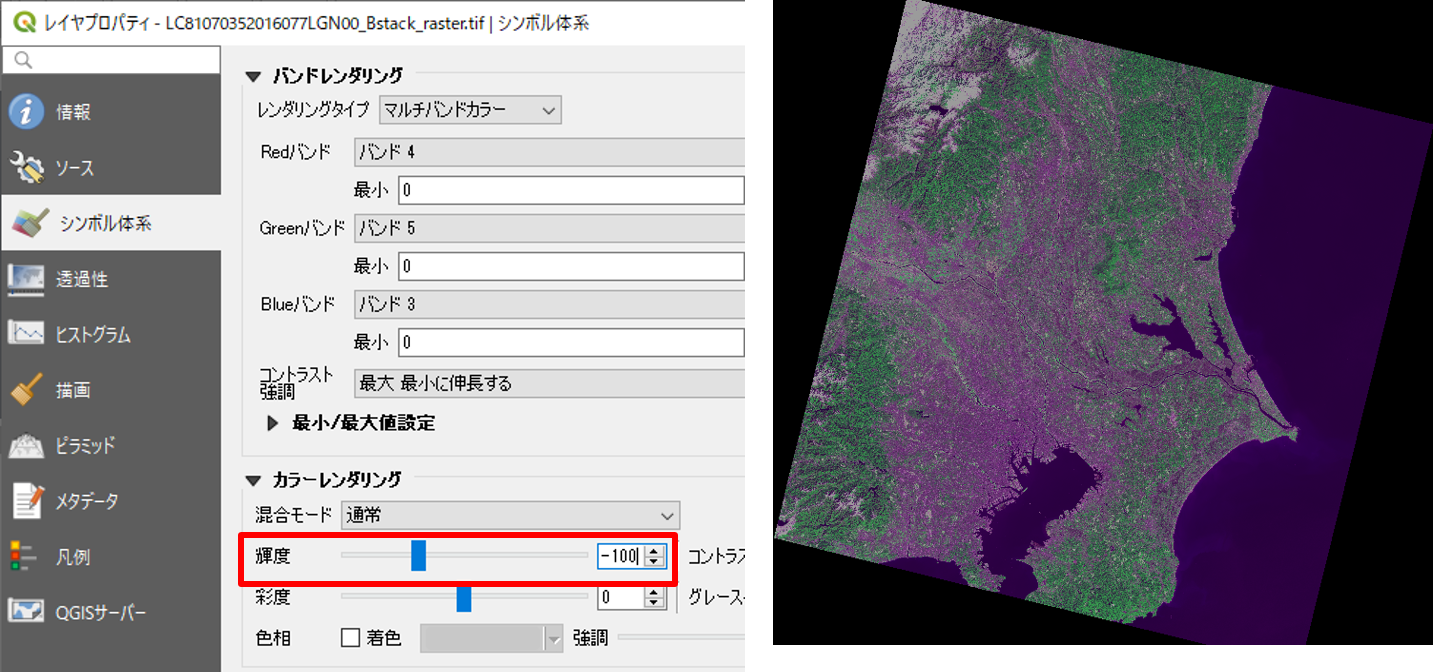 レイヤプロパティ - LC81070352016077LGN00_Bstack_raster.tif | シンボル体系
情報
ソース
シンボル体系
透過性
ヒストグラム
描画
ピラミッド
メタデータ
凡例
QGISサーバー
バンドレンダリング
レンダリングタイプ マルチバンドカラー
Redバンド バンド 4
最小 0
Greenバンド バンド 5
最小 0
Blueバンド バンド 3
最小 0
コントラスト
強調 最大 最小に伸長する
最小/最大値設定
カラーレンダリング
混合モード 通常
輝度 -100 コントラス
彩度 0 グレース
色相 着色 強調